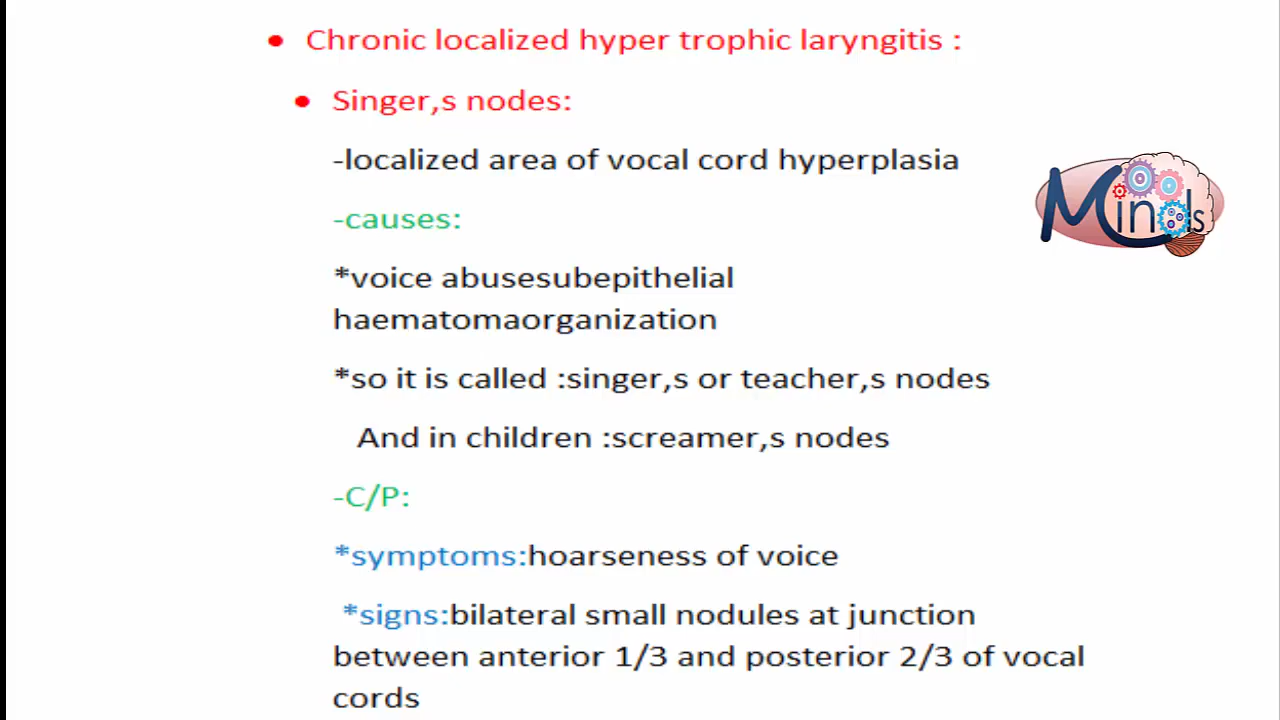 • Chronic localized hyper trophic laryngitis :
• Singer,s nodes:
-localized area of vocal cord hyperplasia
Minds
-causes:
*voice abusesubepithelial
haematomaorganization
*so it is called :singer,s or teacher,s nodes
And in children :screamer,s nodes
-C/P:
*symptoms:hoarseness of voice
*signs:bilateral small nodules at junction
between anterior 1/3 and posterior 2/3 of vocal
cords